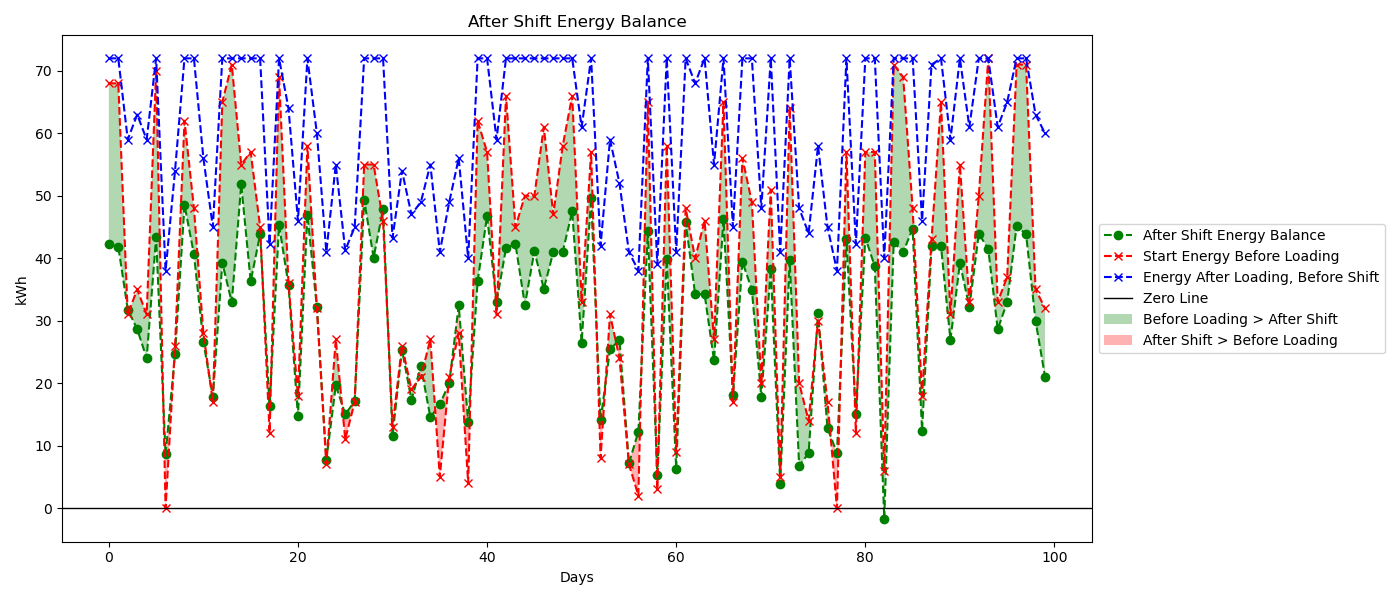 After Shift Energy Balance
kWh
70
60
50
40
30
20
10
0
0 20 40 60 80 100
Days
After Shift Energy Balance
Start Energy Before Loading
Energy After Loading, Before Shift
Zero Line
Before Loading > After Shift
After Shift > Before Loading